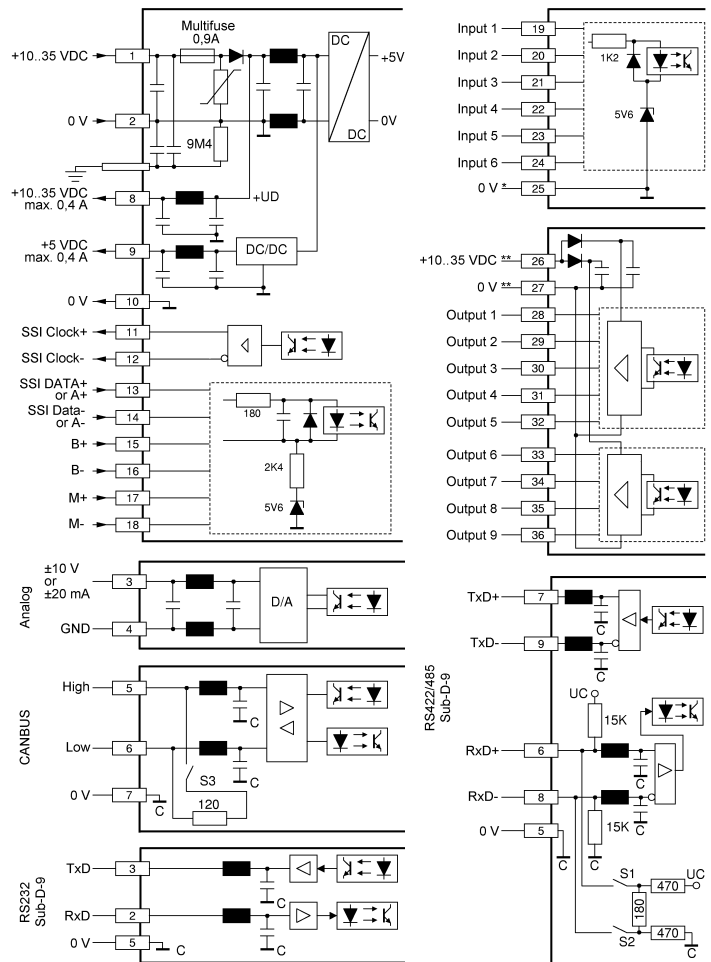 Multifuse
0,9A
+10..35 VDC 1
DC
+5V
0 V 2
0V
DC
9M4
+10..35 VDC
max. 0,4 A
8
+UD
+5 VDC
max. 0,4 A
9
DC/DC
0 V 10
SSI Clock+ 11
SSI Clock- 12
SSI DATA+
or A+
13
SSI Data-
or A-
14
180
B+ 15
B- 16
2K4
M+ 17
5V6
M- 18
Analog
±10 V
or
±20 mA
3
D/A
GND 4
CANBUS
High 5
C
Low 6
C
S3
0 V 7
C
120
RS232
Sub-D-9
TxD 3
C
RxD 2
C
0 V 5
C
Input 1 19
Input 2 20
1K2
Input 3 21
Input 4 22
5V6
Input 5 23
Input 6 24
0 V * 25
+10..35 VDC ** 26
0 V ** 27
Output 1 28
Output 2 29
Output 3 30
Output 4 31
Output 5 32
Output 6 33
Output 7 34
Output 8 35
Output 9 36
RS422/485
Sub-D-9
TxD+ 7
C
TxD- 9
C
UC
15K
RxD+ 6
C
RxD- 8
C
15K
0 V 5
C
C
S1
470
UC
180
S2
470
C